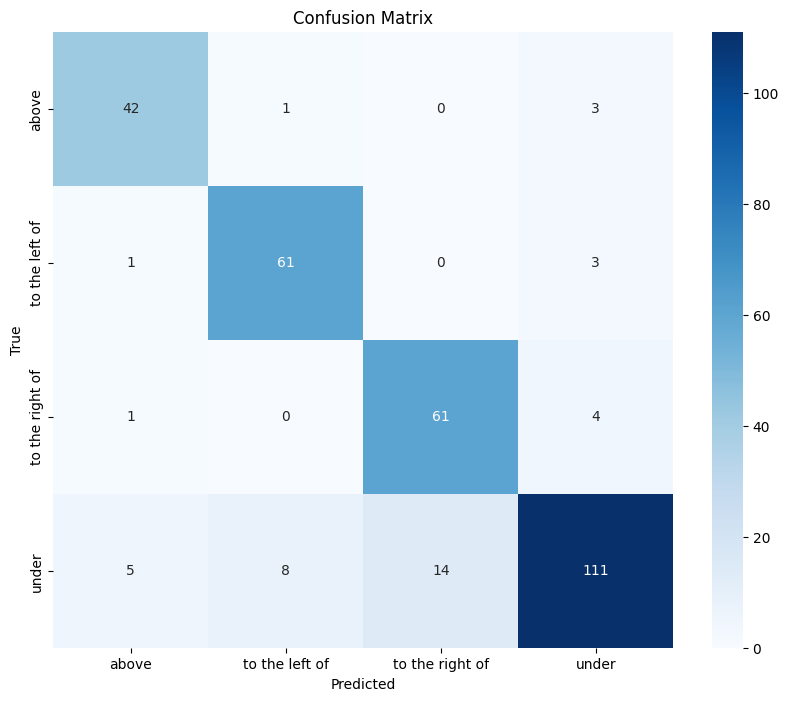 Confusion Matrix
above
42 1 0 3
to the left of
1 61 0 3
to the right of
1 0 61 4
under
5 8 14 111
True
above to the left of to the right of under
Predicted
100
80
60
40
20
0